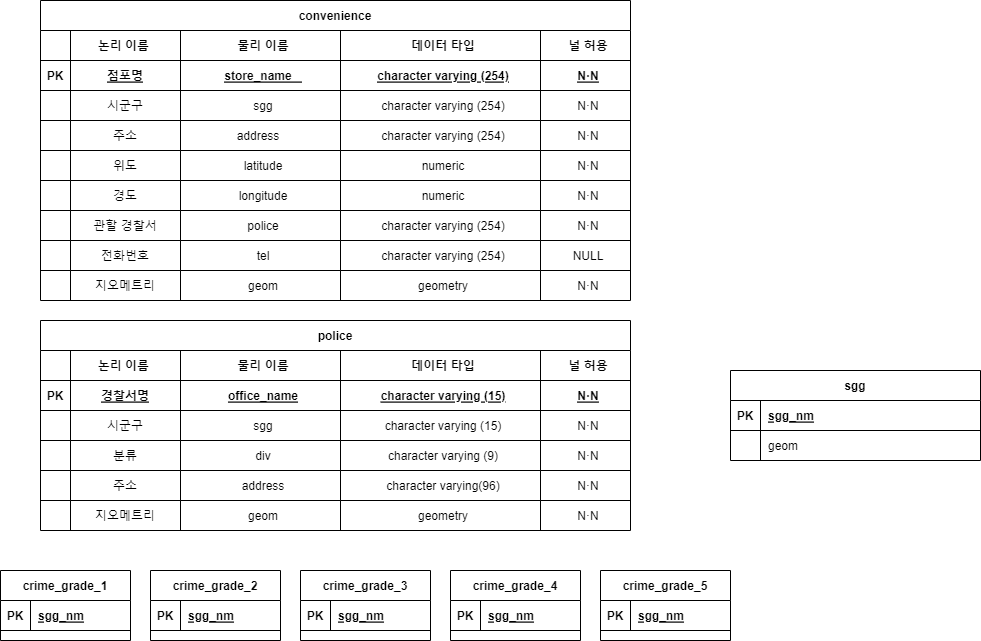 convenience
논리 이름 물리 이름 데이터 타입 널 허용
PK 점포명 store_name character varying (254) N·N
시군구 sgg character varying (254) N·N
주소 address character varying (254) N·N
위도 latitude numeric N·N
경도 longitude numeric N·N
관할 경찰서 police character varying (254) N·N
전화번호 tel character varying (254) NULL
지오메트리 geom geometry N·N
police
논리 이름 물리 이름 데이터 타입 널 허용
PK 경찰서명 office_name character varying (15) N·N
시군구 sgg character varying (15) N·N
분류 div character varying (9) N·N
주소 address character varying(96) N·N
지오메트리 geom geometry N·N
sgg
PK sgg_nm
geom
crime_grade_1
PK sgg_nm
crime_grade_2
PK sgg_nm
crime_grade_3
PK sgg_nm
crime_grade_4
PK sgg_nm
crime_grade_5
PK sgg_nm